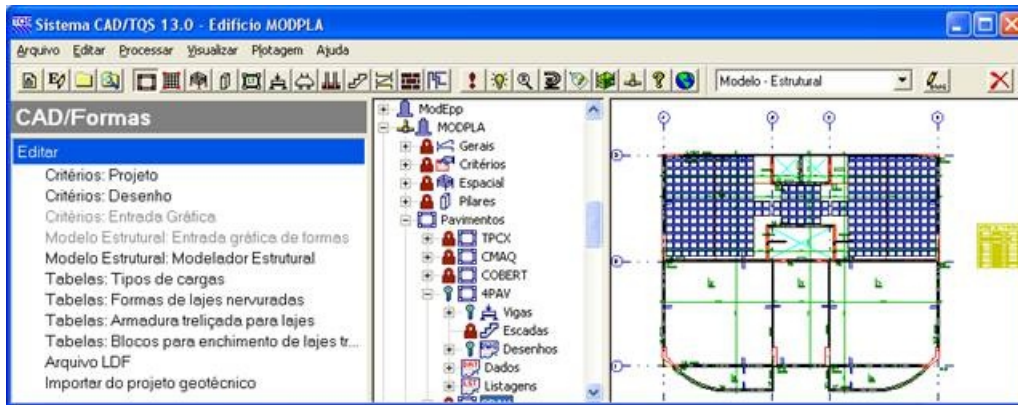 Sistema CAD/TQS 13.0 - Edificio MODPLA
Arquivo Editar Processar Visualizar Plotagem Ajuda
Modelo - Estrutural
CAD/Formas
Editar
Critérios: Projeto
Critérios: Desenho
Critérios: Entrada Gráfica
Modelo Estrutural: Entrada gráfica de formas
Modelo Estrutural: Modelador Estrutural
Tabelas: Tipos de cargas
Tabelas: Formas de lajes nervuradas
Tabelas: Armadura treliçada para lajes
Tabelas: Blocos para enchimento de lajes tr...
Arquivo LDF
Importar do projeto geotécnico
ModEpp
MODPLA
Gerais
Critérios
Espacial
Pilares
Pavimentos
TPCX
CMAQ
COBERT
4PAV
Vigas
Escadas
Desenhos
Dados
Listagens